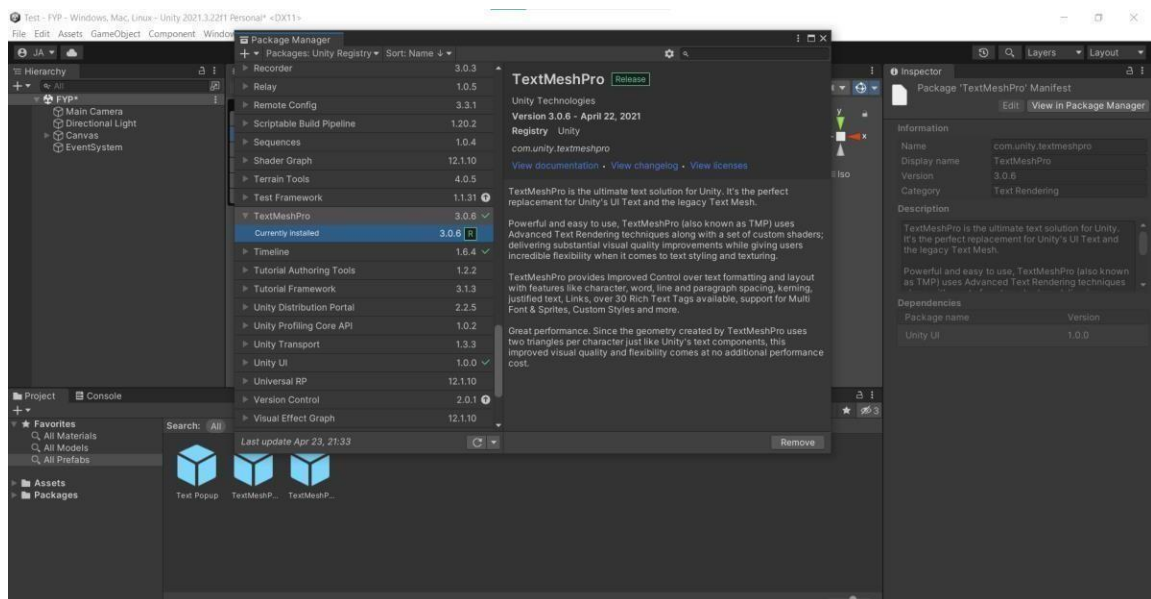 Test - FYP - Windows, Mac, Linux - Unity 2021.3.22f1 Personal* <DX11>
File Edit Assets GameObject Component Window
JA
Layers Layout
Hierarchy
All
FYP*
Main Camera
Directional Light
Canvas
EventSystem
Package Manager
Packages: Unity Registry Sort: Name ↓
Recorder 3.0.3
Relay 1.0.5
Remote Config 3.3.1
Scriptable Build Pipeline 1.20.2
Sequences 1.0.4
Shader Graph 12.1.10
Terrain Tools 4.0.5
Test Framework 1.1.31
TextMeshPro 3.0.6
Currently installed 3.0.6 R
Timeline 1.6.4
Tutorial Authoring Tools 1.2.2
Tutorial Framework 3.1.3
Unity Distribution Portal 2.2.5
Unity Profiling Core API 1.0.2
Unity Transport 1.3.3
Unity UI 1.0.0
Universal RP 12.1.10
Version Control 2.0.1
Visual Effect Graph 12.1.10
Last update Apr 23, 21:33
TextMeshPro Release
Unity Technologies
Version 3.0.6 - April 22, 2021
Registry Unity
com.unity.textmeshpro
View documentation • View changelog • View licenses
TextMeshPro is the ultimate text solution for Unity. It's the perfect
replacement for Unity's UI Text and the legacy Text Mesh.
Powerful and easy to use, TextMeshPro (also known as TMP) uses
Advanced Text Rendering techniques along with a set of custom shaders;
delivering substantial visual quality improvements while giving users
incredible flexibility when it comes to text styling and texturing.
TextMeshPro provides Improved Control over text formatting and layout
with features like character, word, line and paragraph spacing, kerning,
justified text, Links, over 30 Rich Text Tags available, support for Multi
Font & Sprites, Custom Styles and more.
Great performance. Since the geometry created by TextMeshPro uses
two triangles per character just like Unity's text components, this
improved visual quality and flexibility comes at no additional performance
cost.
Remove
y
x
Iso
Inspector
Package 'TextMeshPro' Manifest
Edit View in Package Manager
Information
Name com.unity.textmeshpro
Display name TextMeshPro
Version 3.0.6
Category Text Rendering
Description
TextMeshPro is the ultimate text solution for Unity.
It's the perfect replacement for Unity's UI Text and
the legacy Text Mesh.
Powerful and easy to use, TextMeshPro (also known
as TMP) uses Advanced Text Rendering techniques
Dependencies
Package name Version
Unity UI 1.0.0
Project Console
3
Favorites
All Materials
All Models
All Prefabs
Assets
Packages
Search: All
Text Popup TextMeshP... TextMeshP...